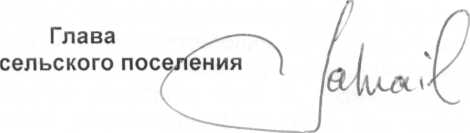 Глава
сельского поселения